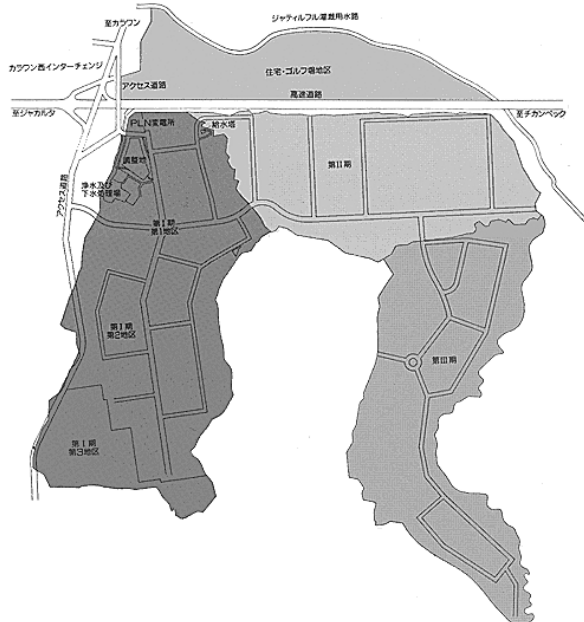 至カラワン
ジャティルフル灌漑用水路
カラワン西インターチェンジ
住宅・ゴルフ場地区
アクセス道路
高速道路
至ジャカルタ
至チカンペック
PLN変電所
給水塔
調整池
第II期
浄水及び
下水処理場
アクセス道路
第I期
第1地区
第I期
第2地区
第III期
第I期
第3地区